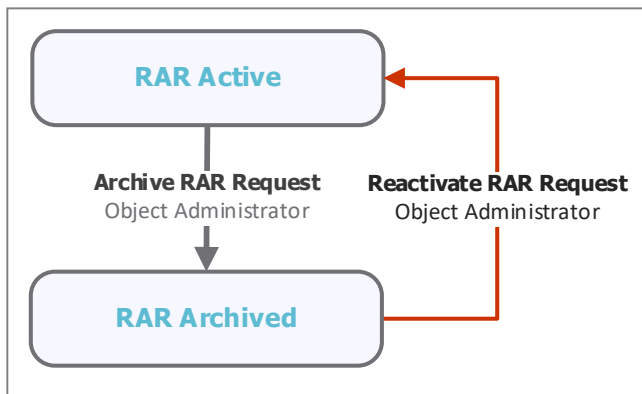 RAR Active
Archive RAR Request
Object Administrator
Reactivate RAR Request
Object Administrator
RAR Archived